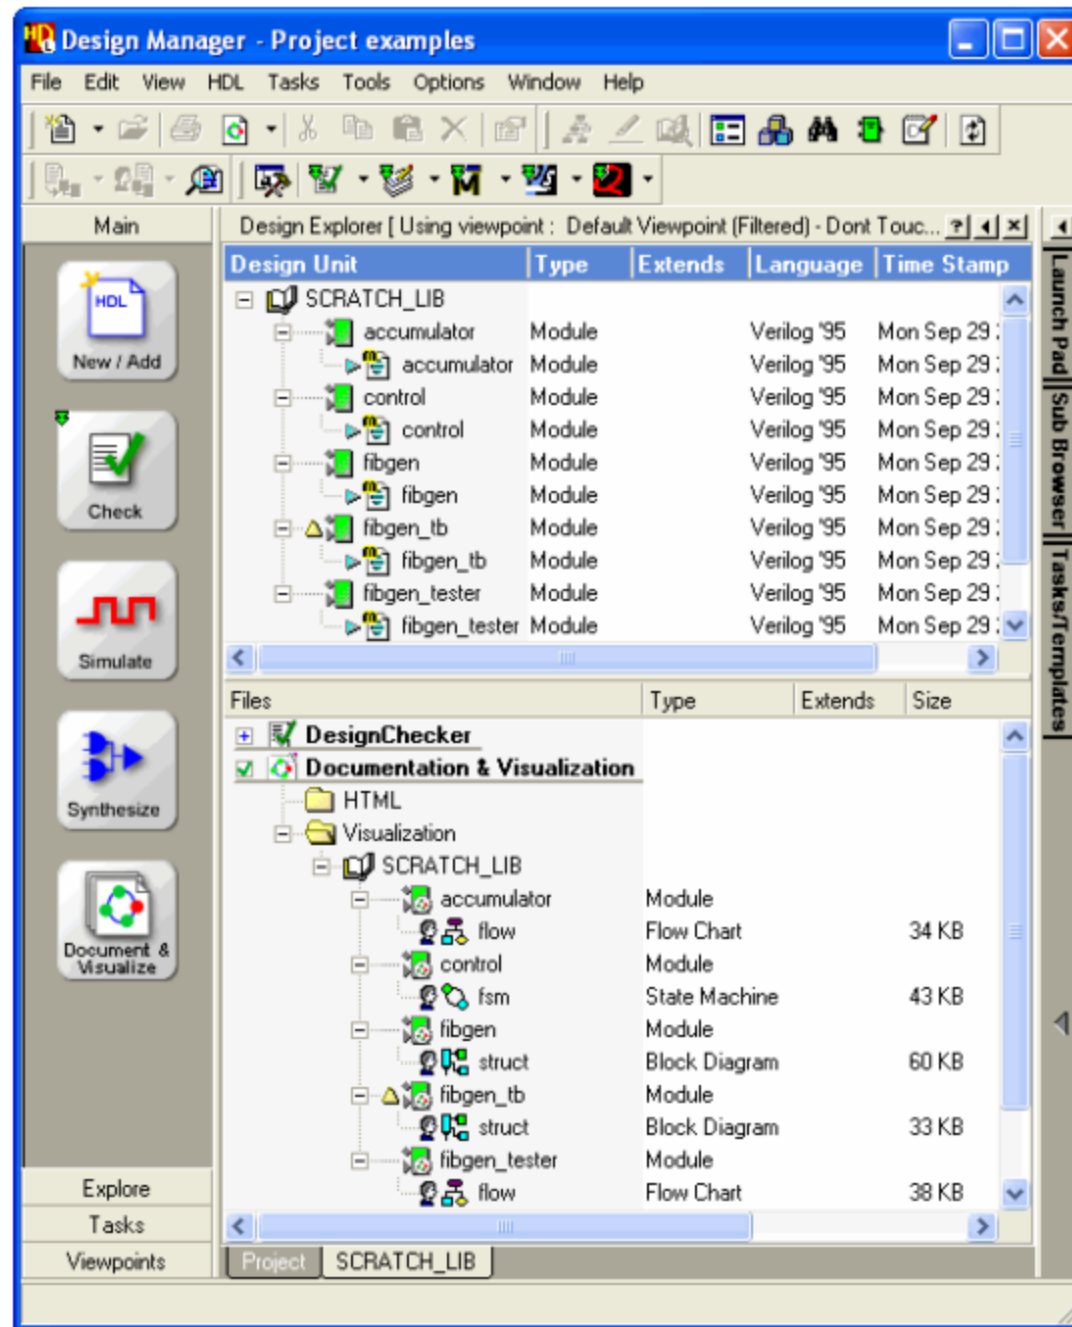 Design Manager - Project examples
File Edit View HDL Tasks Tools Options Window Help
Main
Design Explorer [ Using viewpoint : Default Viewpoint (Filtered) - Dont Touc...
Design Unit Type Extends Language Time Stamp
SCRATCH_LIB
accumulator Module Verilog '95 Mon Sep 29
accumulator Module Verilog '95 Mon Sep 29
control Module Verilog '95 Mon Sep 29
control Module Verilog '95 Mon Sep 29
fibgen Module Verilog '95 Mon Sep 29
fibgen Module Verilog '95 Mon Sep 29
fibgen_tb Module Verilog '95 Mon Sep 29
fibgen_tb Module Verilog '95 Mon Sep 29
fibgen_tester Module Verilog '95 Mon Sep 29
fibgen_tester Module Verilog '95 Mon Sep 29
HDL
New / Add
Check
Simulate
Synthesize
Document &
Visualize
Explore
Tasks
Viewpoints
Files Type Extends Size
DesignChecker
Documentation & Visualization
HTML
Visualization
SCRATCH_LIB
accumulator Module
flow Flow Chart 34 KB
control Module
fsm State Machine 43 KB
fibgen Module
struct Block Diagram 60 KB
fibgen_tb Module
struct Block Diagram 33 KB
fibgen_tester Module
flow Flow Chart 38 KB
Project SCRATCH_LIB
Launch Pad
Sub Browser
Tasks/Templates